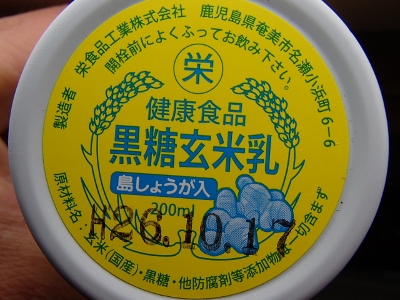 製造者 栄食品工業株式会社 鹿児島県奄美市名瀬小浜町6-6
開栓前によくふってお飲み下さい。
栄
健康食品
黒糖玄米乳
島しょうが入
200ml
H26.10.17
原材料名:玄米(国産)・黒糖・他防腐剤等添加物は一切含まず